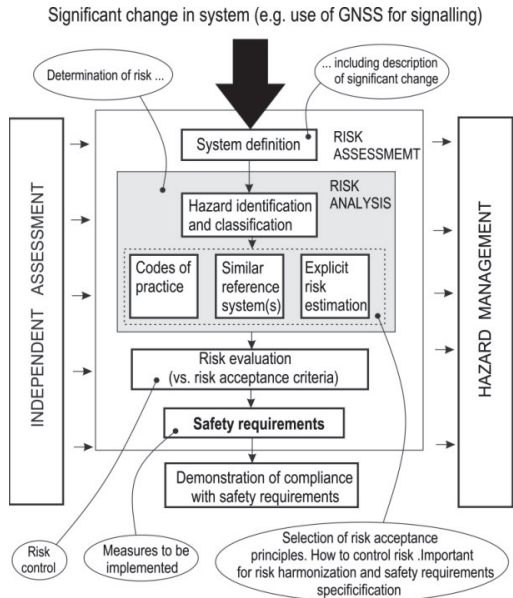 Significant change in system (e.g. use of GNSS for signalling)
Determination of risk ...
... including description
of significant change
System definition
RISK
ASSESSMEMT
RISK
ANALYSIS
Hazard identification
and classification
Codes of
practice
Similar
reference
system(s)
Explicit
risk
estimation
Risk evaluation
(vs. risk acceptance criteria)
Safety requirements
Demonstration of compliance
with safety requirements
INDEPENDENT ASSESSMENT
HAZARD MANAGEMENT
Risk
control
Measures to be
implemented
Selection of risk acceptance
principles. How to control risk .Important
for risk harmonization and safety requirements
specificification